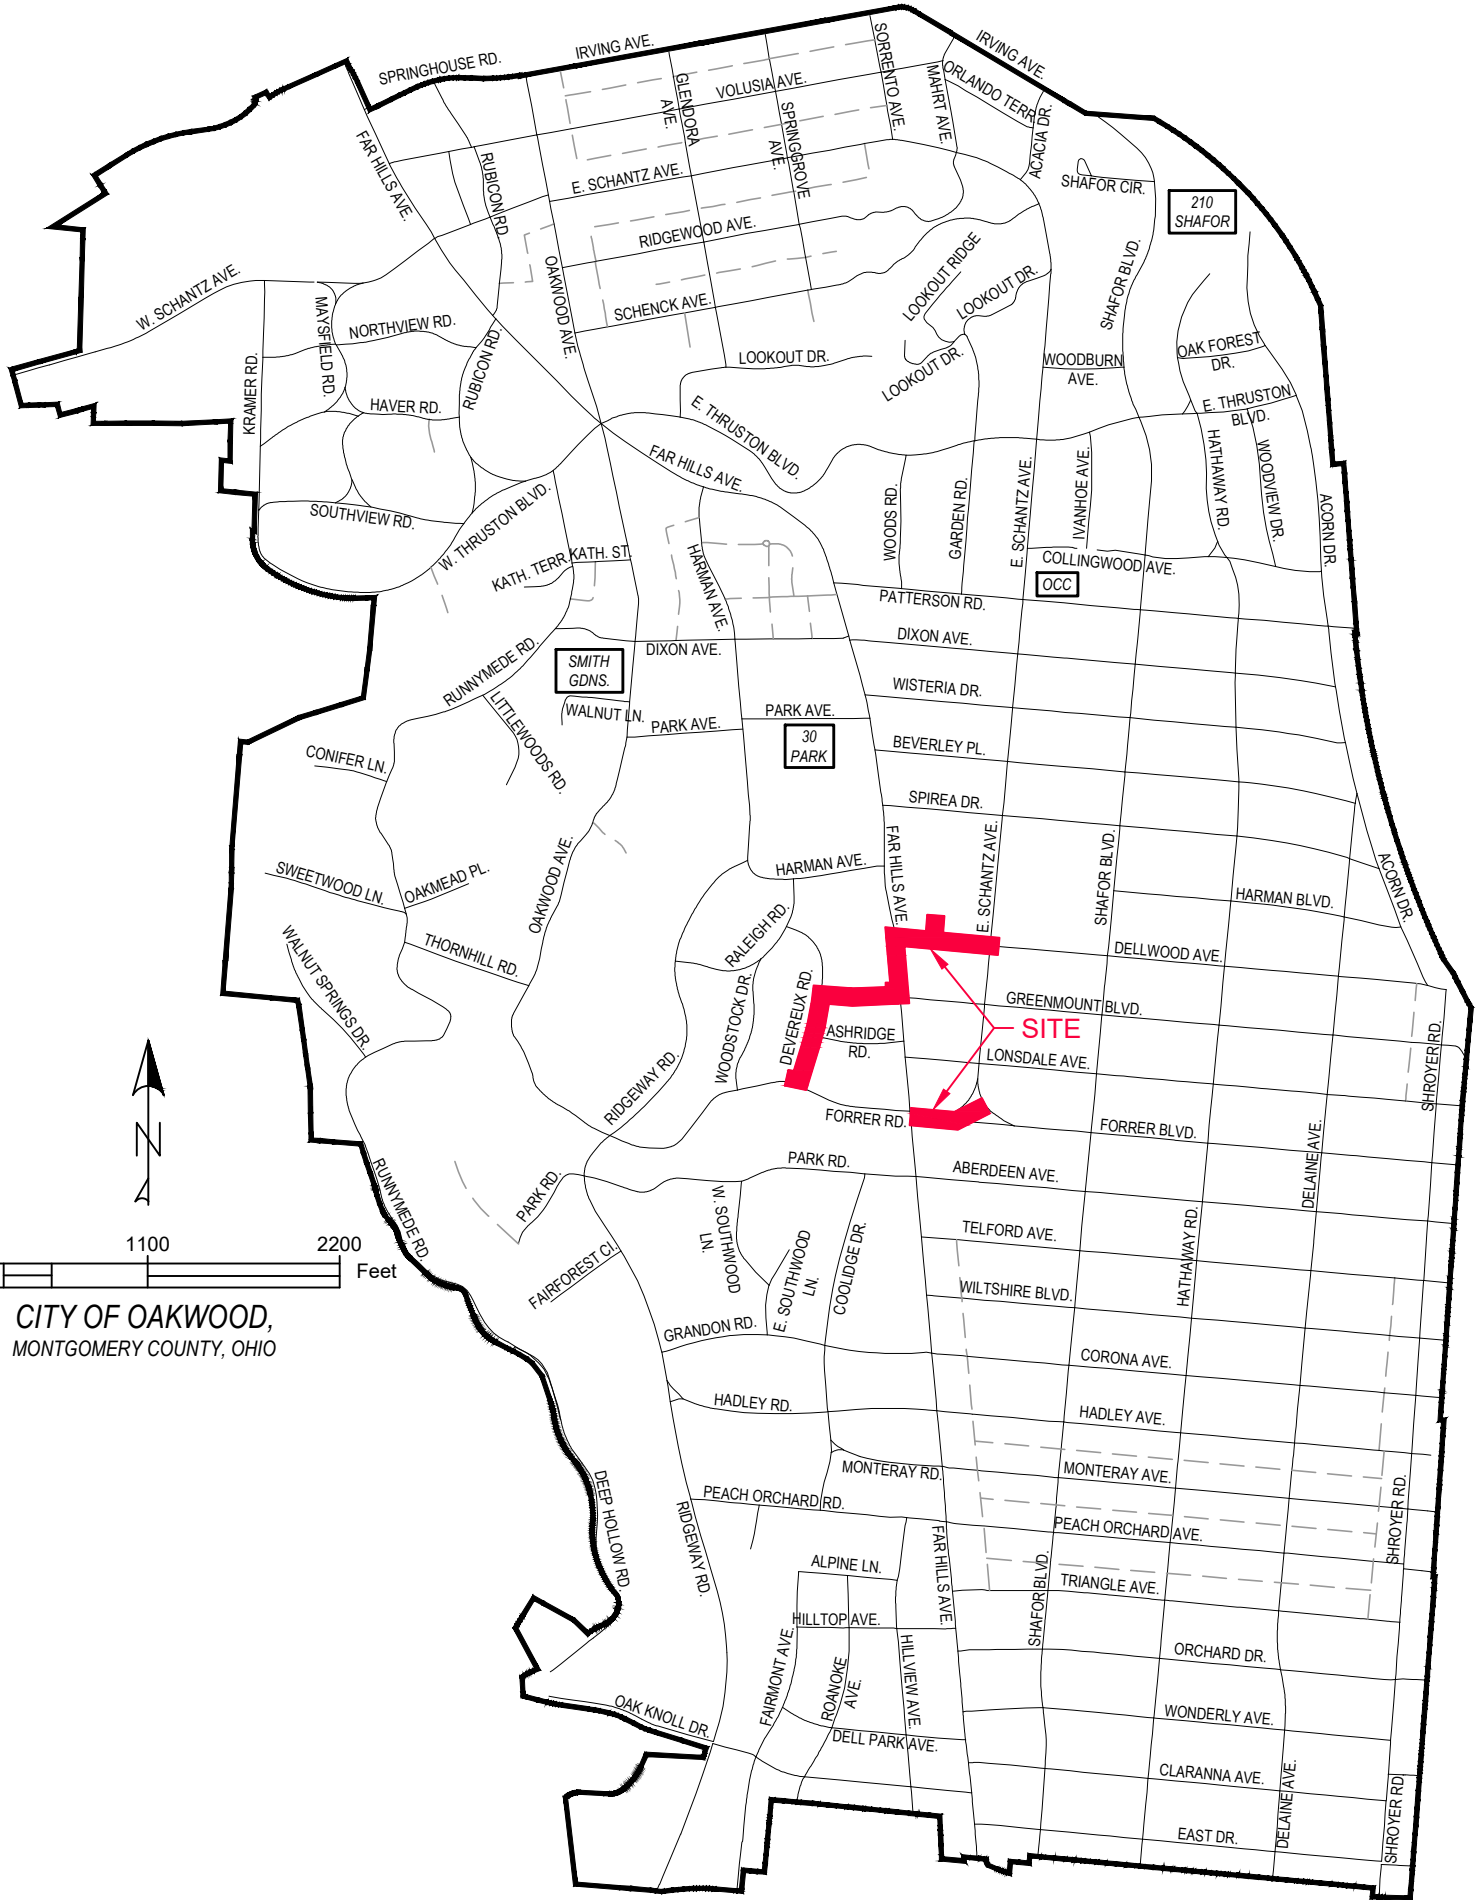 IRVING AVE.
SPRINGHOUSE RD.
SORRENTO AVE.
IRVING AVE.
MAHRT AVE.
ORLANDO TERR
VOLUSIA AVE.
GLENDORA
AVE.
SPRINGGROVE
AVE.
ACACIA DR.
FAR HILLS AVE.
RUBICON RD
E. SCHANTZ AVE.
SHAFOR CIR.
210
SHAFOR
RIDGEWOOD AVE.
OAKWOOD AVE.
LOOKOUT RIDGE
LOOKOUT DR.
SHAFOR BLVD.
W. SCHANTZ AVE.
MAYSFIELD RD.
NORTHVIEW RD.
SCHENCK AVE.
RUBICON RD.
LOOKOUT DR.
LOOKOUT DR.
WOODBURN
AVE.
OAK FOREST
DR.
KRAMER RD.
HAVER RD.
E. THRUSTON BLVD.
E. THRUSTON
BLVD.
FAR HILLS AVE.
HATHAWAY RD.
WOODVIEW DR.
ACORN DR.
WOODS RD.
GARDEN RD.
E. SCHANTZ AVE.
IVANHOE AVE.
SOUTHVIEW RD.
W. THRUSTON BLVD.
KATH. TERR.
KATH. ST.
HARMAN AVE.
COLLINGWOOD AVE.
OCC
PATTERSON RD.
DIXON AVE.
DIXON AVE.
RUNNYMEDE RD.
SMITH
GDNS.
LITTLEWOODS RD.
WALNUT LN.
PARK AVE.
PARK AVE.
30
PARK
WISTERIA DR.
BEVERLEY PL.
CONIFER LN.
SPIREA DR.
FAR HILLS AVE.
E. SCHANTZ AVE.
SHAFOR BLVD.
ACORN DR.
HARMAN AVE.
HARMAN BLVD.
SWEETWOOD LN.
OAKMEAD PL.
OAKWOOD AVE.
THORNHILL RD.
RALEIGH RD.
WALNUT SPRINGS DR.
WOODSTOCK DR.
DEVEREUX RD.
DELLWOOD AVE.
GREENMOUNT BLVD.
SITE
ASHRIDGE
RD.
LONSDALE AVE.
SHROYER RD.
RIDGEWAY RD.
FORRER RD.
FORRER BLVD.
N
DELAINE AVE.
PARK RD.
ABERDEEN AVE.
RUNNYMEDE RD.
PARK RD.
W. SOUTHWOOD
LN.
E. SOUTHWOOD
LN.
COOLIDGE DR.
TELFORD AVE.
HATHAWAY RD.
1100
2200
Feet
FAIRFOREST CI.
WILTSHIRE BLVD.
CITY OF OAKWOOD,
MONTGOMERY COUNTY, OHIO
GRANDON RD.
CORONA AVE.
HADLEY RD.
HADLEY AVE.
MONTERAY RD.
MONTERAY AVE.
DEEP HOLLOW RD.
RIDGEWAY RD.
PEACH ORCHARD RD.
PEACH ORCHARD AVE.
SHROYER RD.
FAR HILLS AVE.
ALPINE LN.
SHAFOR BLVD.
TRIANGLE AVE.
HILLTOP AVE.
FAIRMONT AVE.
ROANOKE
AVE.
HILLVIEW AVE.
ORCHARD DR.
OAK KNOLL DR.
DELL PARK AVE.
WONDERLY AVE.
CLARANNA AVE.
DELAINE AVE.
SHROYER RD.
EAST DR.